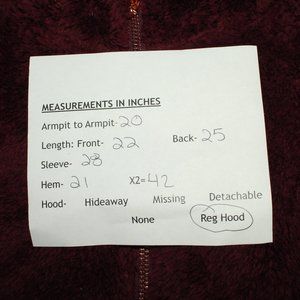 MEASUREMENTS IN INCHES
Armpit to Armpit- 20
Length: Front- 22 Back- 25
Sleeve- 28
Hem- 21 X2= 42
Hood- Hideaway Missing Detachable
None Reg Hood